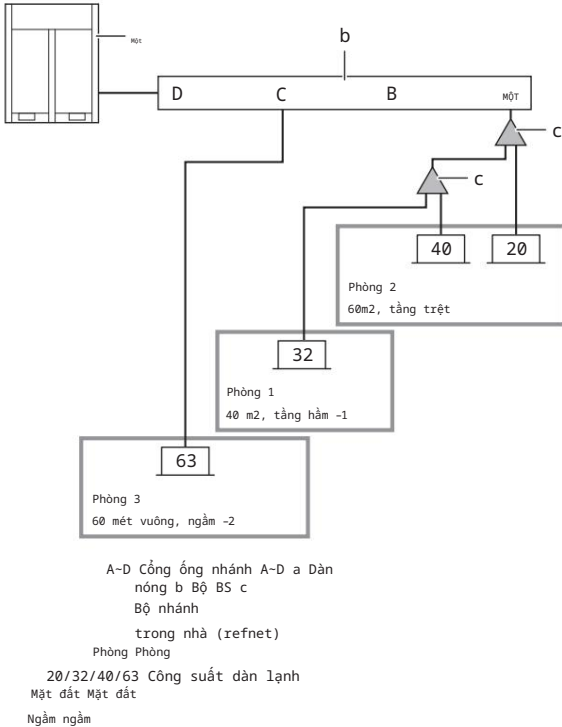 Một
b
D C B MỘT
c
c
40 20
Phòng 2
60m2, tầng trệt
32
Phòng 1
40 m2, tầng hầm -1
63
Phòng 3
60 mét vuông, ngầm -2
A~D Cổng ống nhánh A~D a Dàn
nóng b Bộ BS c
Bộ nhánh
trong nhà (refnet)
Phòng Phòng
20/32/40/63 Công suất dàn lạnh
Mặt đất Mặt đất
Ngầm ngầm